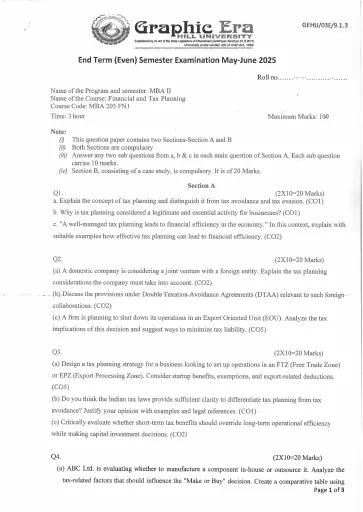 GEHU/03E/9.1.3
Graphic Era
HILL UNIVERSITY
End Term (Even) Semester Examination May-June 2025
Roll no.......................
Name of the Program and semester: MBA II
Name of the Course: Financial and Tax Planning
Course Code: MBA 205 FN1
Time: 3 hour Maximum Marks: 100
Note:
(i) This question paper contains two Sections-Section A and B
(ii) Both Sections are compulsory
(iii) Answer any two sub questions from a, b & c in each main question of Section A. Each sub question
carries 10 marks.
(iv) Section B, consisting of a case study, is compulsory. It is of 20 Marks.
Section A
Q1. (2X10=20 Marks)
a. Explain the concept of tax planning and distinguish it from tax avoidance and tax evasion. (CO1)
b. Why is tax planning considered a legitimate and essential activity for businesses? (CO1)
c. "A well-managed tax planning leads to financial efficiency in the economy." In this context, explain with
suitable examples how effective tax planning can lead to financial efficiency. (CO2)
Q2. (2X10=20 Marks)
(a) A domestic company is considering a joint venture with a foreign entity. Explain the tax planning
considerations the company must take into account. (CO2)
(b) Discuss the provisions under Double Taxation Avoidance Agreements (DTAA) relevant to such foreign
collaborations. (CO2)
(c) A firm is planning to shut down its operations in an Export Oriented Unit (EOU). Analyze the tax
implications of this decision and suggest ways to minimize tax liability. (CO5)
Q3. (2X10=20 Marks)
(a) Design a tax planning strategy for a business looking to set up operations in an FTZ (Free Trade Zone)
or EPZ (Export Processing Zone). Consider startup benefits, exemptions, and export-related deductions.
(CO5)
(b) Do you think the Indian tax laws provide sufficient clarity to differentiate tax planning from tax
avoidance? Justify your opinion with examples and legal references. (CO1)
(c) Critically evaluate whether short-term tax benefits should override long-term operational efficiency
while making capital investment decisions. (CO2)
Q4. (2X10=20 Marks)
(a) ABC Ltd. is evaluating whether to manufacture a component in-house or outsource it. Analyze the
tax-related factors that should influence the "Make or Buy" decision. Create a comparative table using
Page 1 of 3